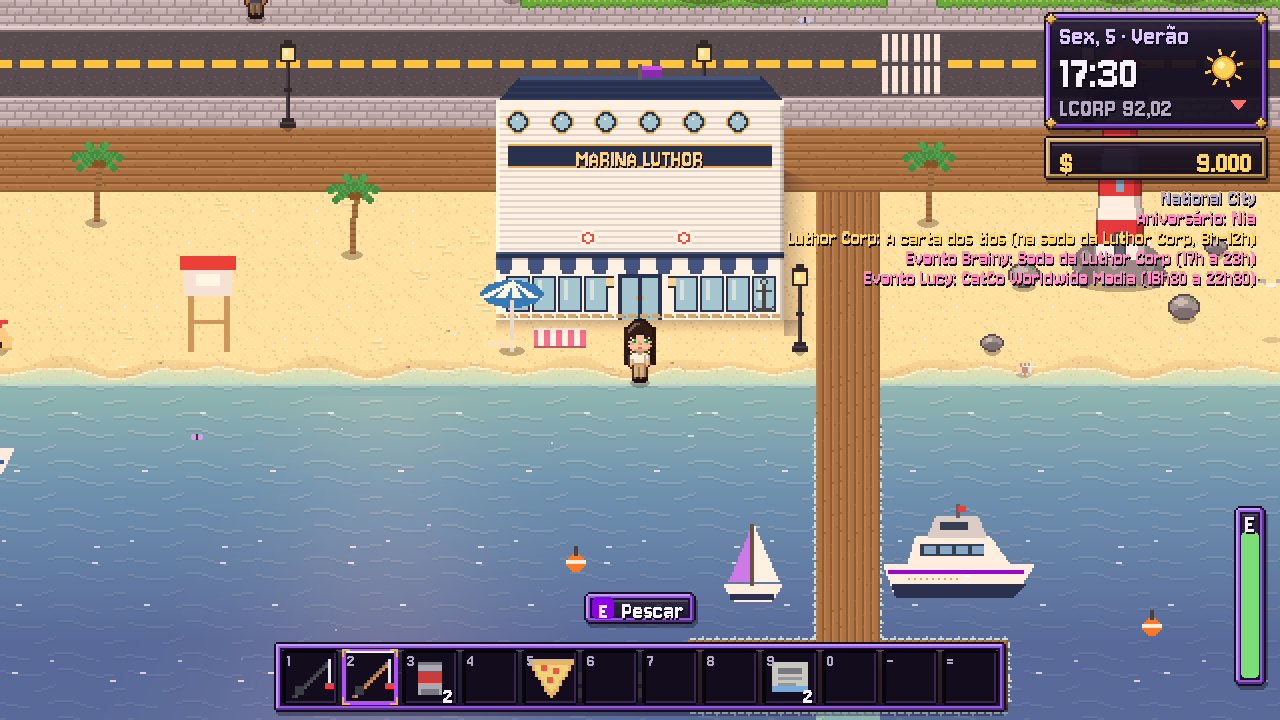 Sex, 5 · Verão
17:30
LCORP 92,02
$ 9.000
National City
Aniversário: Nia
Luthor Corp: A carta dos tios (na sede da Luthor Corp, 9h-12h)
Evento Brainy: Sede da Luthor Corp (17h a 23h)
Evento Lucy: CatCo Worldwide Media (18h30 a 22h30)
MARINA LUTHOR
E
E Pescar
1 2 3 4 5 6 7 8 9 0 - =
2 2